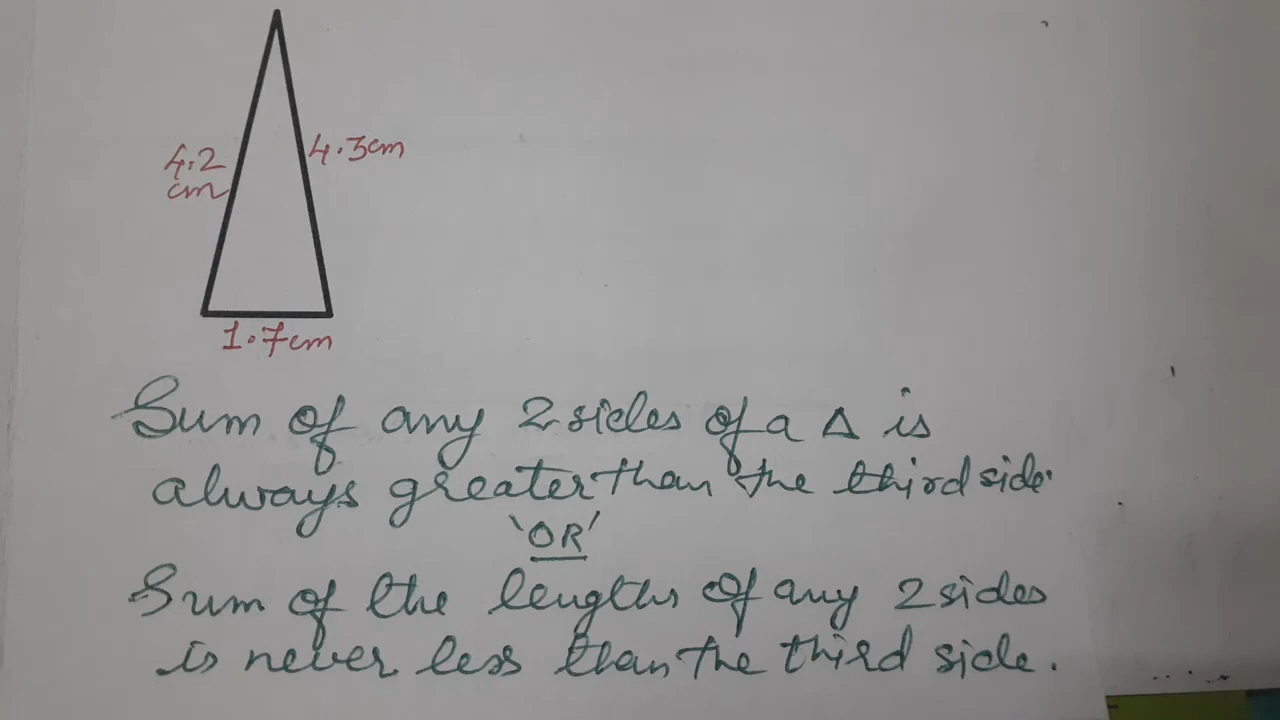 4.2
cm
4.3cm
1.7cm
Sum of any 2 sides of a Δ is
always greater than the third side.
'OR'
Sum of the lengths of any 2 sides
is never less than the third side.